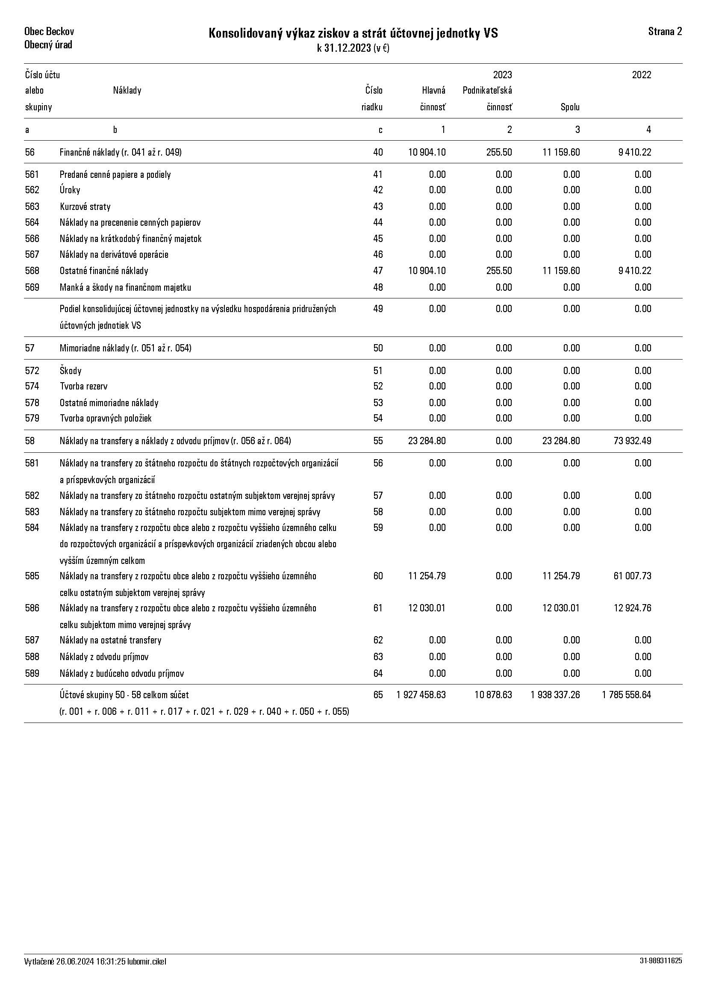 Obec Beckov
Obecný úrad
Konsolidovaný výkaz ziskov a strát účtovnej jednotky VS
k 31.12.2023 (v €)
Strana 2
Číslo účtu 2023 2022
alebo Náklady Číslo Hlavná Podnikateľská
skupiny riadku činnosť činnosť Spolu
a b c 1 2 3 4
56 Finančné náklady (r. 041 až r. 049) 40 10 904.10 255.50 11 159.60 9 410.22
561 Predané cenné papiere a podiely 41 0.00 0.00 0.00 0.00
562 Úroky 42 0.00 0.00 0.00 0.00
563 Kurzové straty 43 0.00 0.00 0.00 0.00
564 Náklady na precenenie cenných papierov 44 0.00 0.00 0.00 0.00
566 Náklady na krátkodobý finančný majetok 45 0.00 0.00 0.00 0.00
567 Náklady na derivátové operácie 46 0.00 0.00 0.00 0.00
568 Ostatné finančné náklady 47 10 904.10 255.50 11 159.60 9 410.22
569 Manká a škody na finančnom majetku 48 0.00 0.00 0.00 0.00
Podiel konsolidujúcej účtovnej jednostky na výsledku hospodárenia pridružených 49 0.00 0.00 0.00 0.00
účtovných jednotiek VS
57 Mimoriadne náklady (r. 051 až r. 054) 50 0.00 0.00 0.00 0.00
572 Škody 51 0.00 0.00 0.00 0.00
574 Tvorba rezerv 52 0.00 0.00 0.00 0.00
578 Ostatné mimoriadne náklady 53 0.00 0.00 0.00 0.00
579 Tvorba opravných položiek 54 0.00 0.00 0.00 0.00
58 Náklady na transfery a náklady z odvodu príjmov (r. 056 až r. 064) 55 23 284.80 0.00 23 284.80 73 932.49
581 Náklady na transfery zo štátneho rozpočtu do štátnych rozpočtových organizácií 56 0.00 0.00 0.00 0.00
a príspevkových organizácií
582 Náklady na transfery zo štátneho rozpočtu ostatným subjektom verejnej správy 57 0.00 0.00 0.00 0.00
583 Náklady na transfery zo štátneho rozpočtu subjektom mimo verejnej správy 58 0.00 0.00 0.00 0.00
584 Náklady na transfery z rozpočtu obce alebo z rozpočtu vyššieho územného celku 59 0.00 0.00 0.00 0.00
do rozpočtových organizácií a príspevkových organizácií zriadených obcou alebo
vyšším územným celkom
585 Náklady na transfery z rozpočtu obce alebo z rozpočtu vyššieho územného 60 11 254.79 0.00 11 254.79 61 007.73
celku ostatným subjektom verejnej správy
586 Náklady na transfery z rozpočtu obce alebo z rozpočtu vyššieho územného 61 12 030.01 0.00 12 030.01 12 924.76
celku subjektom mimo verejnej správy
587 Náklady na ostatné transfery 62 0.00 0.00 0.00 0.00
588 Náklady z odvodu príjmov 63 0.00 0.00 0.00 0.00
589 Náklady z budúceho odvodu príjmov 64 0.00 0.00 0.00 0.00
Účtové skupiny 50 - 58 celkom súčet 65 1 927 458.63 10 878.63 1 938 337.26 1 785 558.64
(r. 001 + r. 006 + r. 011 + r. 017 + r. 021 + r. 029 + r. 040 + r. 050 + r. 055)
Vytlačené 26.06.2024 16:31:25 lubomir.cikel 31-989311625